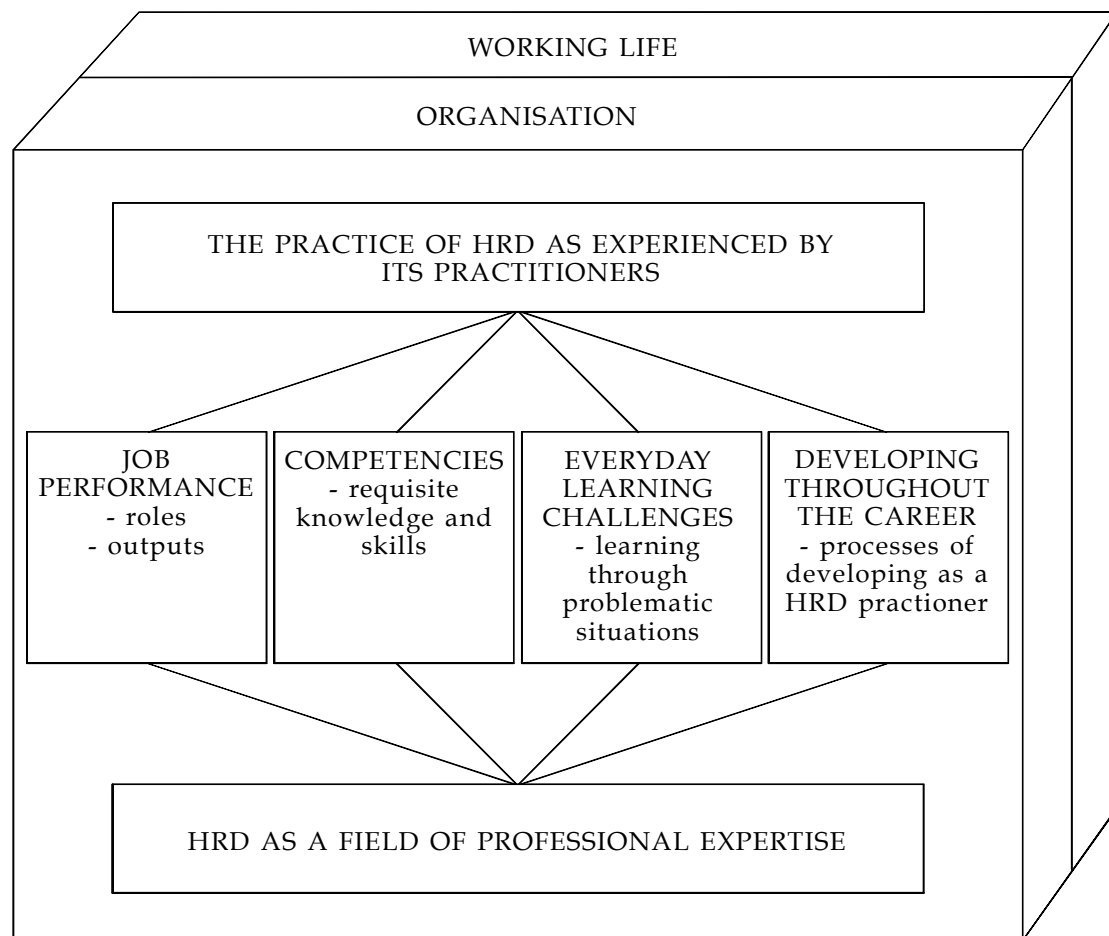 WORKING LIFE
ORGANISATION
THE PRACTICE OF HRD AS EXPERIENCED BY
ITS PRACTITIONERS
JOB
PERFORMANCE
- roles
- outputs
COMPETENCIES
- requisite
knowledge and
skills
EVERYDAY
LEARNING
CHALLENGES
- learning
through
problematic
situations
DEVELOPING
THROUGHOUT
THE CAREER
- processes of
developing as a
HRD practioner
HRD AS A FIELD OF PROFESSIONAL EXPERTISE